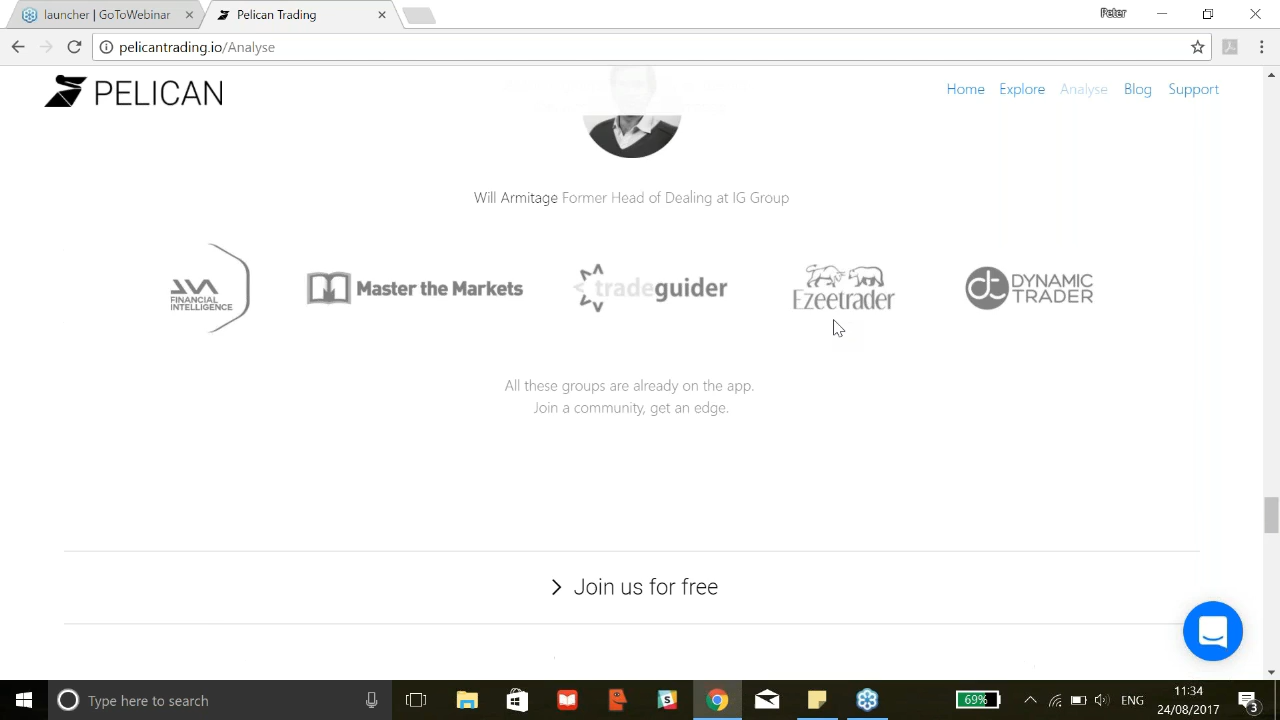 launcher | GoToWebinar
Pelican Trading
Peter
pelicantrading.io/Analyse
PELICAN
Home Explore Analyse Blog Support
Will Armitage Former Head of Dealing at IG Group
FINANCIAL
INTELLIGENCE
Master the Markets
tradeguider
Ezeetrader
dt DYNAMIC
TRADER
All these groups are already on the app.
Join a community, get an edge.
Join us for free
Type here to search
69%
ENG
11:34
24/08/2017
3